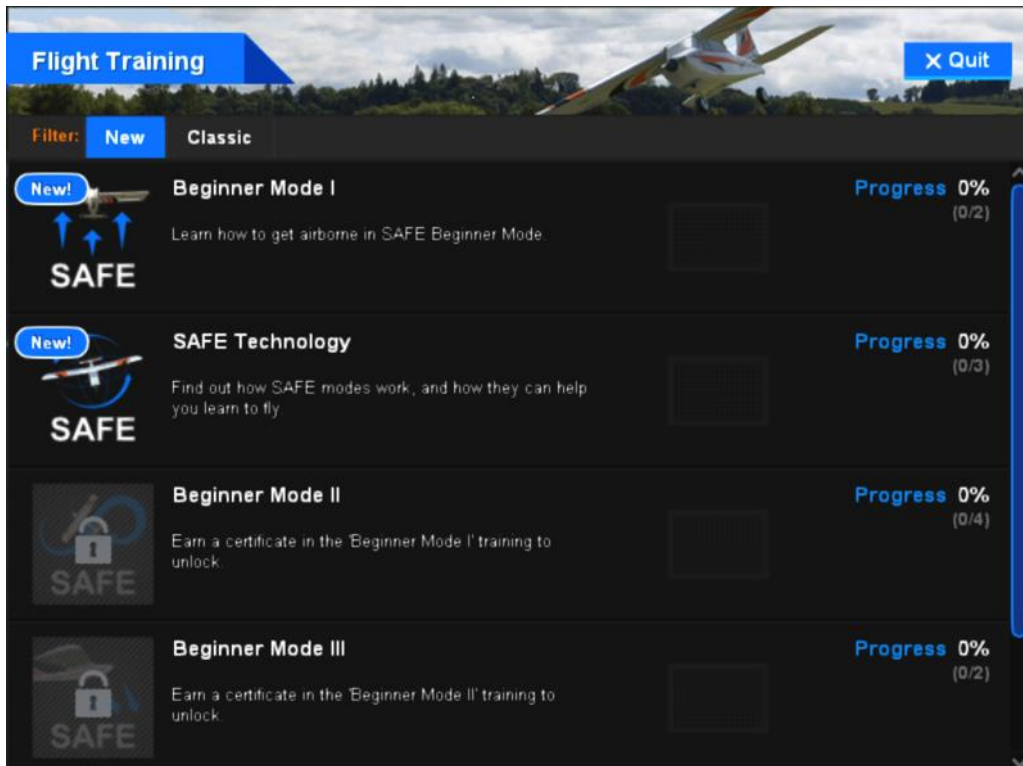 Flight Training
X Quit
Filter: New Classic
New!
SAFE
Beginner Mode I
Progress 0%
(0/2)
Learn how to get airborne in SAFE Beginner Mode.
New!
SAFE
SAFE Technology
Progress 0%
(0/3)
Find out how SAFE modes work, and how they can help
you learn to fly.
SAFE
Beginner Mode II
Progress 0%
(0/4)
Earn a certificate in the 'Beginner Mode I' training to
unlock.
SAFE
Beginner Mode III
Progress 0%
(0/2)
Earn a certificate in the 'Beginner Mode II' training to
unlock.